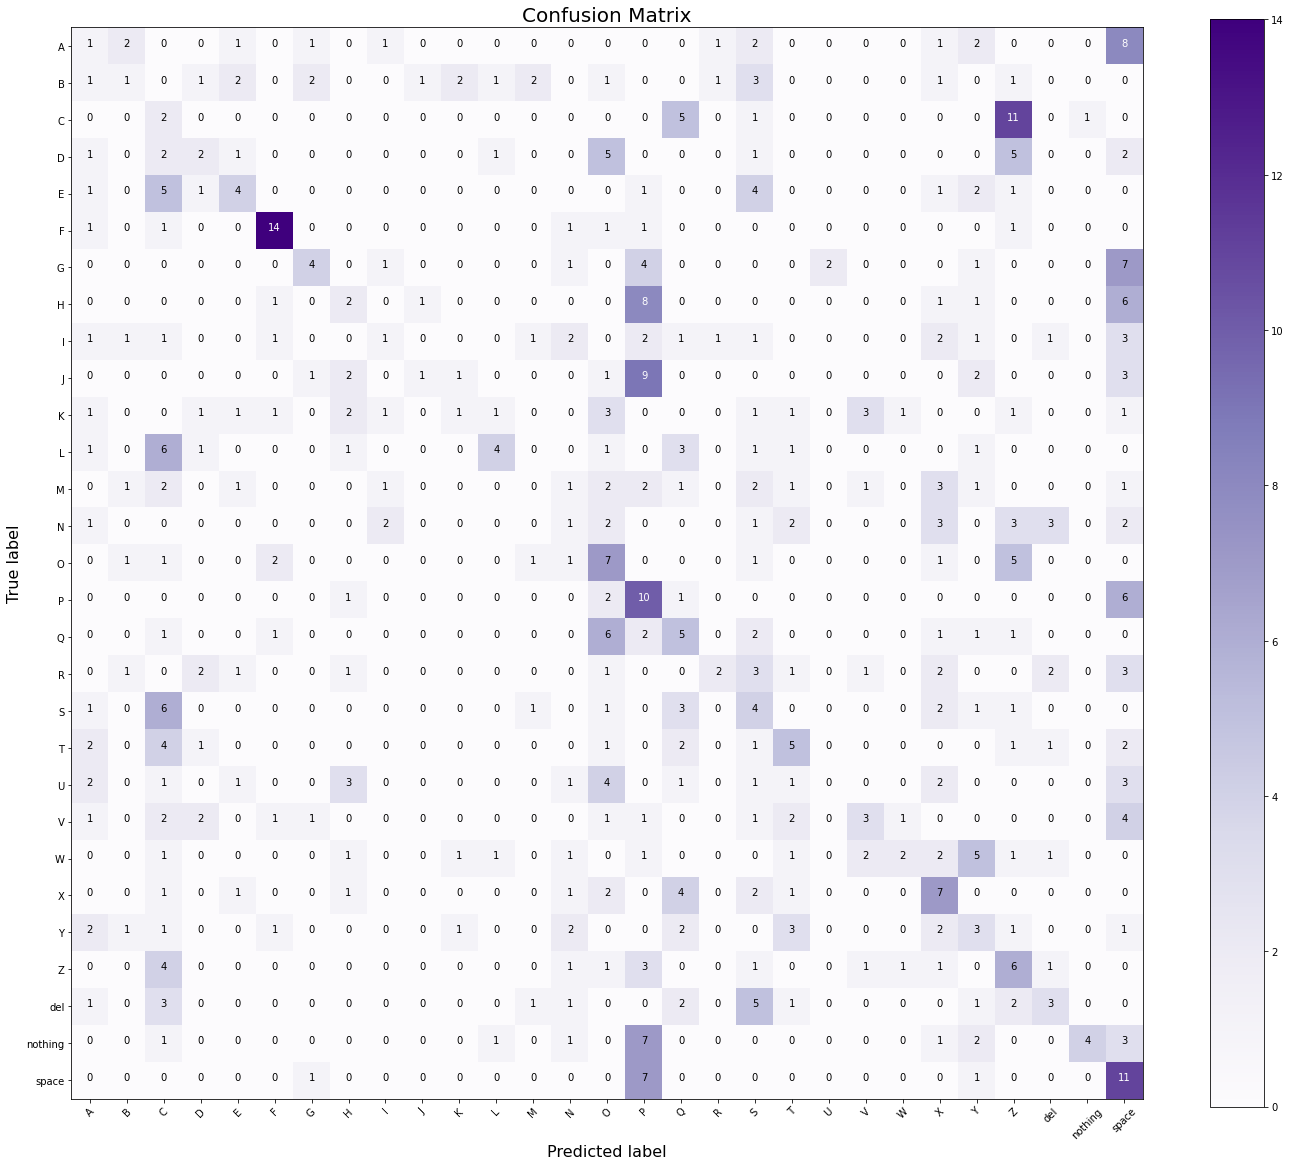 Confusion Matrix
A 1 2 0 0 1 0 1 0 1 0 0 0 0 0 0 0 0 1 2 0 0 0 0 1 2 0 0 0 8
B 1 1 0 1 2 0 2 0 0 1 2 1 2 0 1 0 0 1 3 0 0 0 0 1 0 1 0 0 0
C 0 0 2 0 0 0 0 0 0 0 0 0 0 0 0 0 5 0 1 0 0 0 0 0 0 11 0 1 0
D 1 0 2 2 1 0 0 0 0 0 0 1 0 0 5 0 0 0 1 0 0 0 0 0 0 5 0 0 2
E 1 0 5 1 4 0 0 0 0 0 0 0 0 0 0 1 0 0 4 0 0 0 0 1 2 1 0 0 0
F 1 0 1 0 0 14 0 0 0 0 0 0 0 1 1 1 0 0 0 0 0 0 0 0 0 1 0 0 0
G 0 0 0 0 0 0 4 0 1 0 0 0 0 1 0 4 0 0 0 0 2 0 0 0 1 0 0 0 7
H 0 0 0 0 0 1 0 2 0 1 0 0 0 0 0 8 0 0 0 0 0 0 0 1 1 0 0 0 6
I 1 1 1 0 0 1 0 0 1 0 0 0 1 2 0 2 1 1 1 0 0 0 0 2 1 0 1 0 3
J 0 0 0 0 0 0 1 2 0 1 1 0 0 0 1 9 0 0 0 0 0 0 0 0 2 0 0 0 3
K 1 0 0 1 1 1 0 2 1 0 1 1 0 0 3 0 0 0 1 1 0 3 1 0 0 1 0 0 1
L 1 0 6 1 0 0 0 1 0 0 0 4 0 0 1 0 3 0 1 1 0 0 0 0 1 0 0 0 0
M 0 1 2 0 1 0 0 0 1 0 0 0 0 1 2 2 1 0 2 1 0 1 0 3 1 0 0 0 1
N 1 0 0 0 0 0 0 0 2 0 0 0 0 1 2 0 0 0 1 2 0 0 0 3 0 3 3 0 2
O 0 1 1 0 0 2 0 0 0 0 0 0 1 1 7 0 0 0 1 0 0 0 0 1 0 5 0 0 0
P 0 0 0 0 0 0 0 1 0 0 0 0 0 0 2 10 1 0 0 0 0 0 0 0 0 0 0 0 6
Q 0 0 1 0 0 1 0 0 0 0 0 0 0 0 6 2 5 0 2 0 0 0 0 1 1 1 0 0 0
R 0 1 0 2 1 0 0 1 0 0 0 0 0 0 1 0 0 2 3 1 0 1 0 2 0 0 2 0 3
S 1 0 6 0 0 0 0 0 0 0 0 0 1 0 1 0 3 0 4 0 0 0 0 2 1 1 0 0 0
T 2 0 4 1 0 0 0 0 0 0 0 0 0 0 1 0 2 0 1 5 0 0 0 0 0 1 1 0 2
U 2 0 1 0 1 0 0 3 0 0 0 0 0 1 4 0 1 0 1 1 0 0 0 2 0 0 0 0 3
V 1 0 2 2 0 1 1 0 0 0 0 0 0 0 1 1 0 0 1 2 0 3 1 0 0 0 0 0 4
W 0 0 1 0 0 0 0 1 0 0 1 1 0 1 0 1 0 0 0 1 0 2 2 2 5 1 1 0 0
X 0 0 1 0 1 0 0 1 0 0 0 0 0 1 2 0 4 0 2 1 0 0 0 7 0 0 0 0 0
Y 2 1 1 0 0 1 0 0 0 0 1 0 0 2 0 0 2 0 0 3 0 0 0 2 3 1 0 0 1
Z 0 0 4 0 0 0 0 0 0 0 0 0 0 1 1 3 0 0 1 0 0 1 1 1 0 6 1 0 0
del 1 0 3 0 0 0 0 0 0 0 0 0 1 1 0 0 2 0 5 1 0 0 0 0 1 2 3 0 0
nothing 0 0 1 0 0 0 0 0 0 0 0 1 0 1 0 7 0 0 0 0 0 0 0 1 2 0 0 4 3
space 0 0 0 0 0 0 1 0 0 0 0 0 0 0 0 7 0 0 0 0 0 0 0 0 1 0 0 0 11
A B C D E F G H I J K L M N O P Q R S T U V W X Y Z del nothing space
Predicted label
True label
14
12
10
8
6
4
2
0